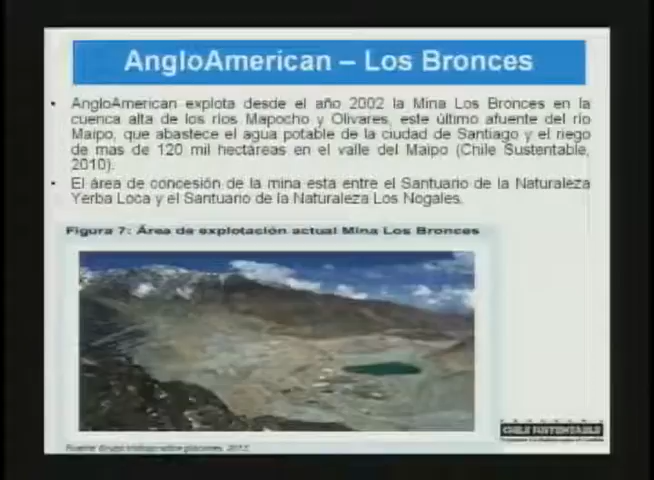 AngloAmerican – Los Bronces
• AngloAmerican explota desde el año 2002 la Mina Los Bronces en la
cuenca alta de los ríos Mapocho y Olivares, este último afuente del río
Maipo, que abastece el agua potable de la ciudad de Santiago y el riego
de mas de 120 mil hectáreas en el valle del Maipo (Chile Sustentable,
2010).
• El área de concesión de la mina esta entre el Santuario de la Naturaleza
Yerba Loca y el Santuario de la Naturaleza Los Nogales.
Figura 7: Área de explotación actual Mina Los Bronces
CHILE SUSTENTABLE